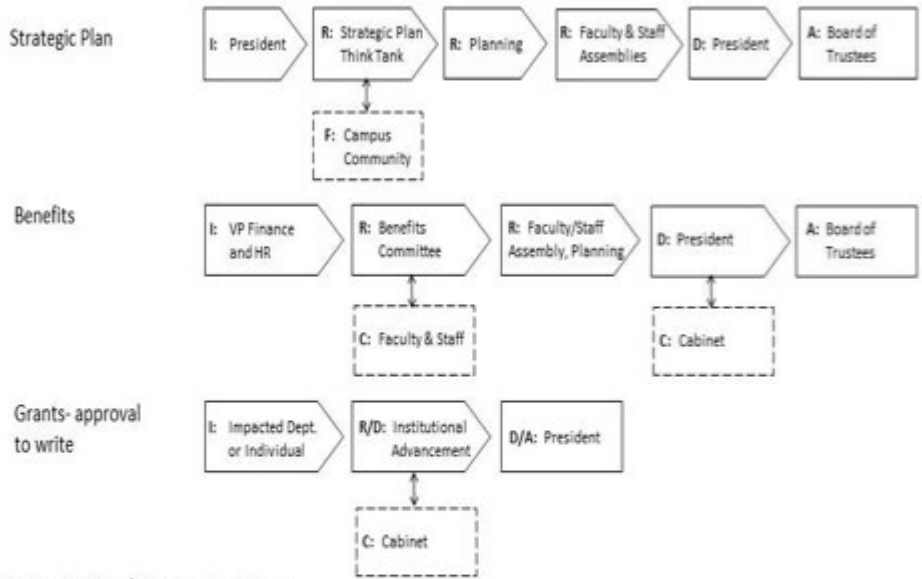 Strategic Plan
I: President
R: Strategic Plan
Think Tank
R: Planning
R: Faculty & Staff
Assemblies
D: President
A: Board of
Trustees
F: Campus
Community
Benefits
I: VP Finance
and HR
R: Benefits
Committee
R: Faculty/Staff
Assembly, Planning
D: President
A: Board of
Trustees
C: Faculty & Staff
C: Cabinet
Grants- approval
to write
I: Impacted Dept.
or Individual
R/D: Institutional
Advancement
D/A: President
C: Cabinet